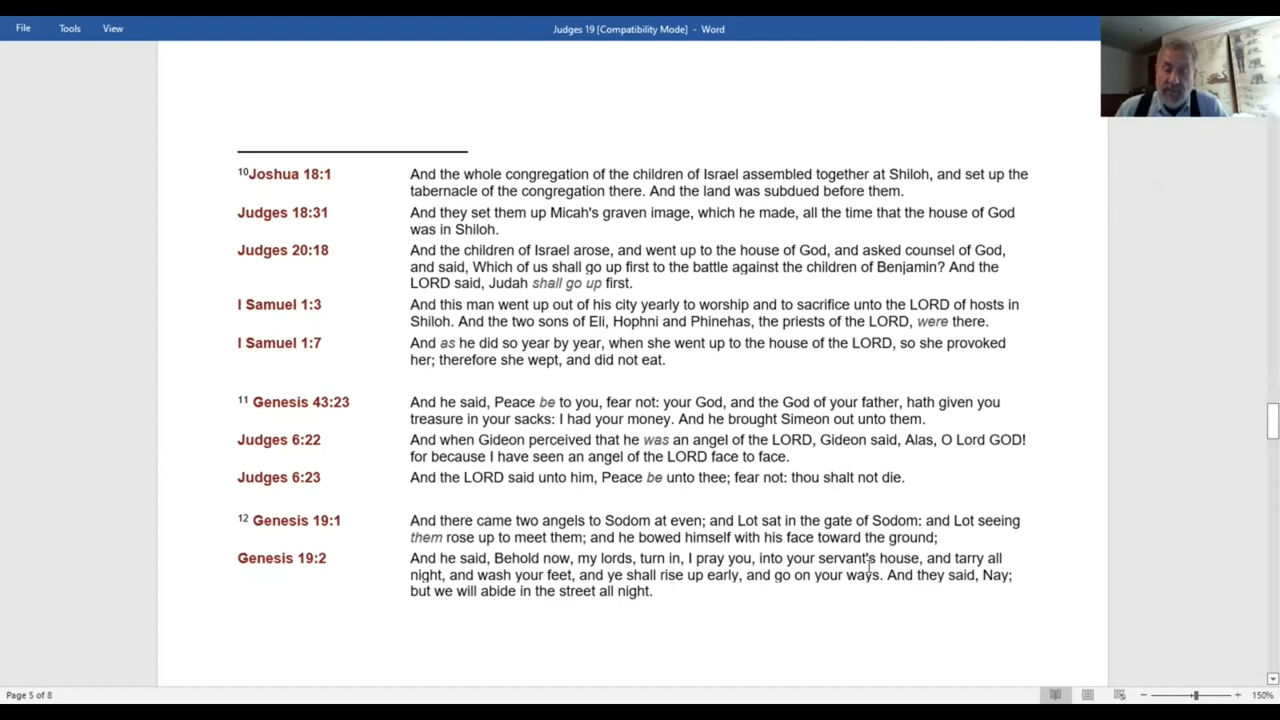 File Tools View Judges 19 [Compatibility Mode] - Word
10 Joshua 18:1 And the whole congregation of the children of Israel assembled together at Shiloh, and set up the
tabernacle of the congregation there. And the land was subdued before them.
Judges 18:31 And they set them up Micah's graven image, which he made, all the time that the house of God
was in Shiloh.
Judges 20:18 And the children of Israel arose, and went up to the house of God, and asked counsel of God,
and said, Which of us shall go up first to the battle against the children of Benjamin? And the
LORD said, Judah shall go up first.
I Samuel 1:3 And this man went up out of his city yearly to worship and to sacrifice unto the LORD of hosts in
Shiloh. And the two sons of Eli, Hophni and Phinehas, the priests of the LORD, were there.
I Samuel 1:7 And as he did so year by year, when she went up to the house of the LORD, so she provoked
her; therefore she wept, and did not eat.
11 Genesis 43:23 And he said, Peace be to you, fear not: your God, and the God of your father, hath given you
treasure in your sacks: I had your money. And he brought Simeon out unto them.
Judges 6:22 And when Gideon perceived that he was an angel of the LORD, Gideon said, Alas, O Lord GOD!
for because I have seen an angel of the LORD face to face.
Judges 6:23 And the LORD said unto him, Peace be unto thee; fear not: thou shalt not die.
12 Genesis 19:1 And there came two angels to Sodom at even; and Lot sat in the gate of Sodom: and Lot seeing
them rose up to meet them; and he bowed himself with his face toward the ground;
Genesis 19:2 And he said, Behold now, my lords, turn in, I pray you, into your servant's house, and tarry all
night, and wash your feet, and ye shall rise up early, and go on your ways. And they said, Nay;
but we will abide in the street all night.
Page 5 of 8 150%